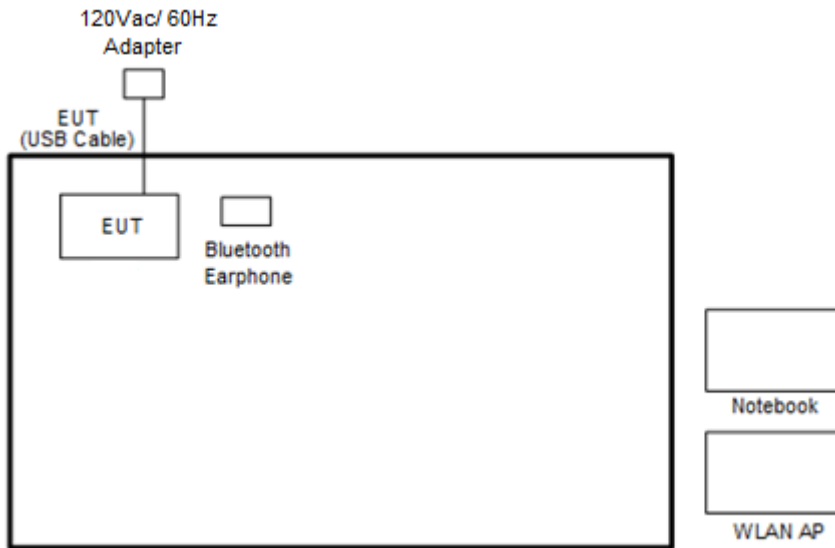 120Vac/ 60Hz
Adapter
EUT
(USB Cable)
EUT
Bluetooth
Earphone
Notebook
WLAN AP